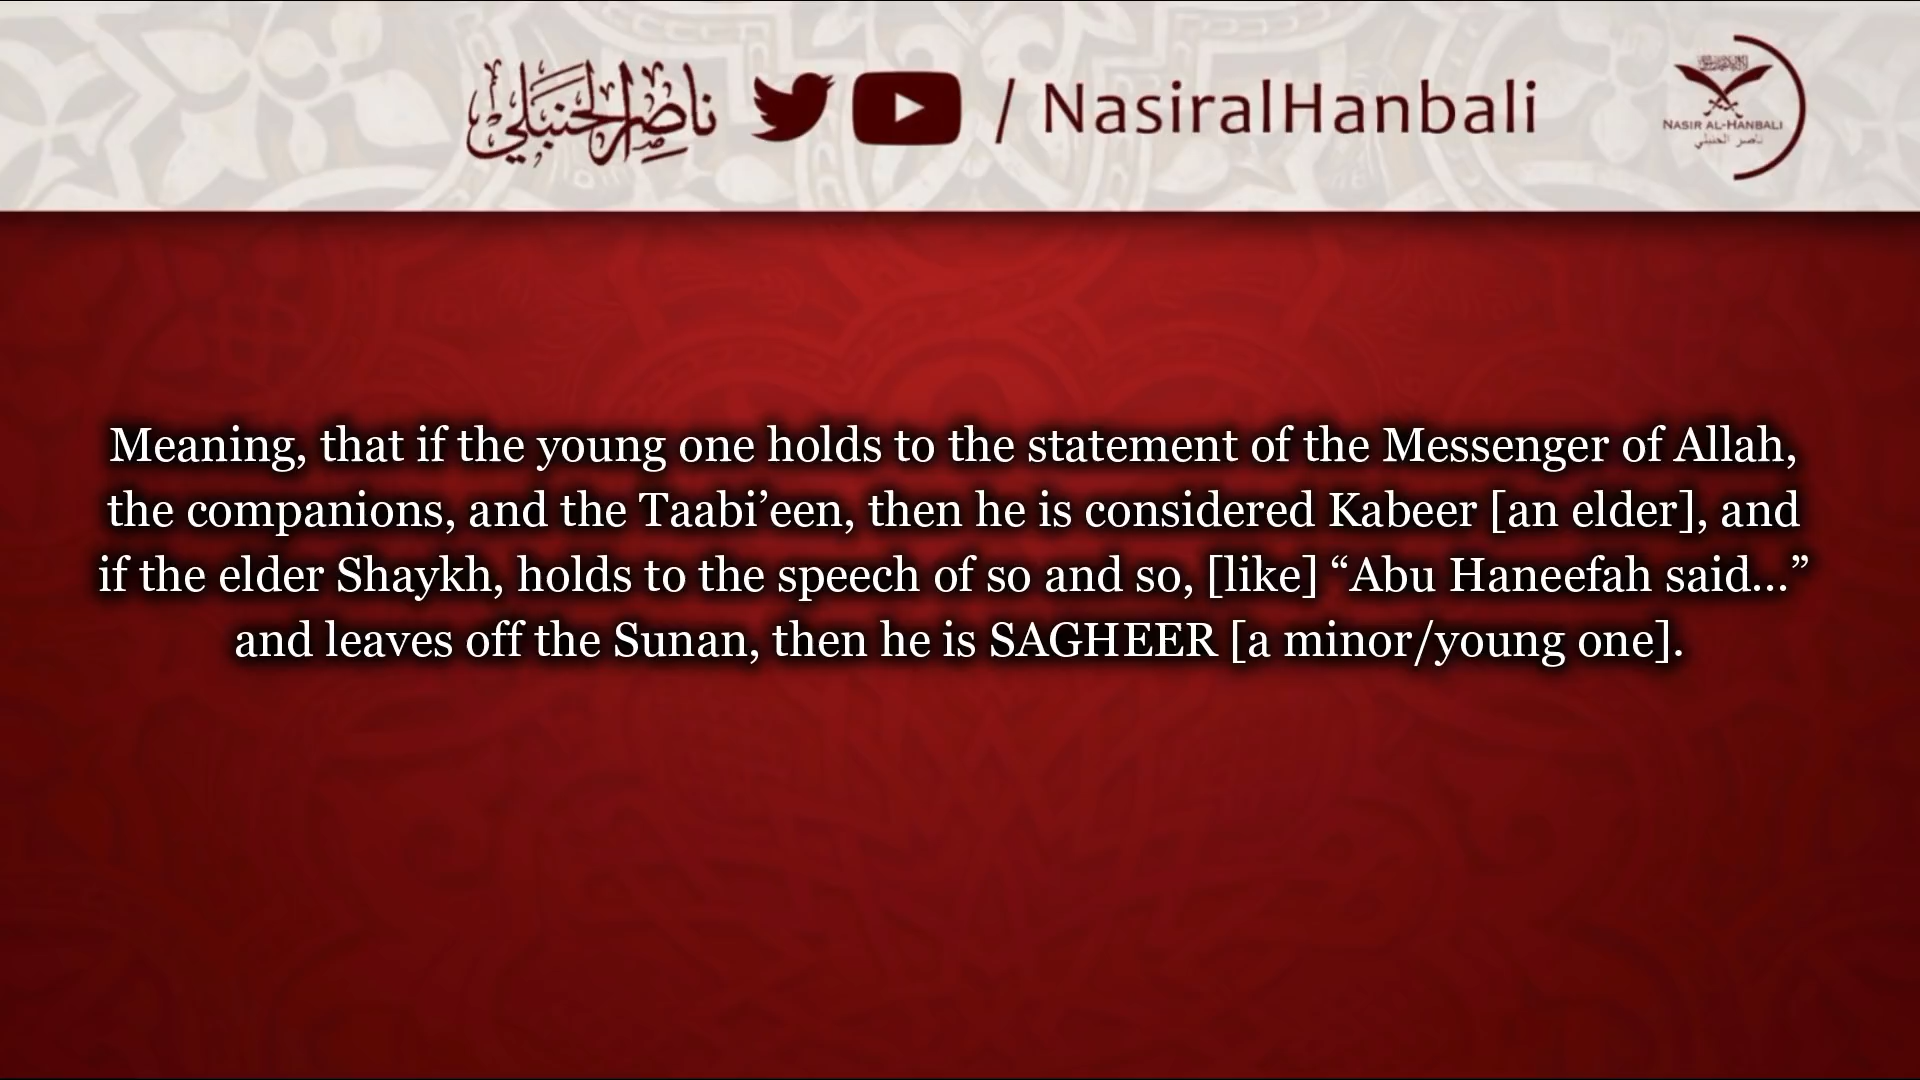 ناصر الحنبلي / NasiralHanbali
NASIR AL-HANBALI
ناصر الحنبلي
Meaning, that if the young one holds to the statement of the Messenger of Allah,
the companions, and the Taabi’een, then he is considered Kabeer [an elder], and
if the elder Shaykh, holds to the speech of so and so, [like] “Abu Haneefah said...”
and leaves off the Sunan, then he is SAGHEER [a minor/young one].